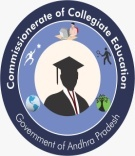 Commissionerate of Collegiate Education
Government of Andhra Pradesh